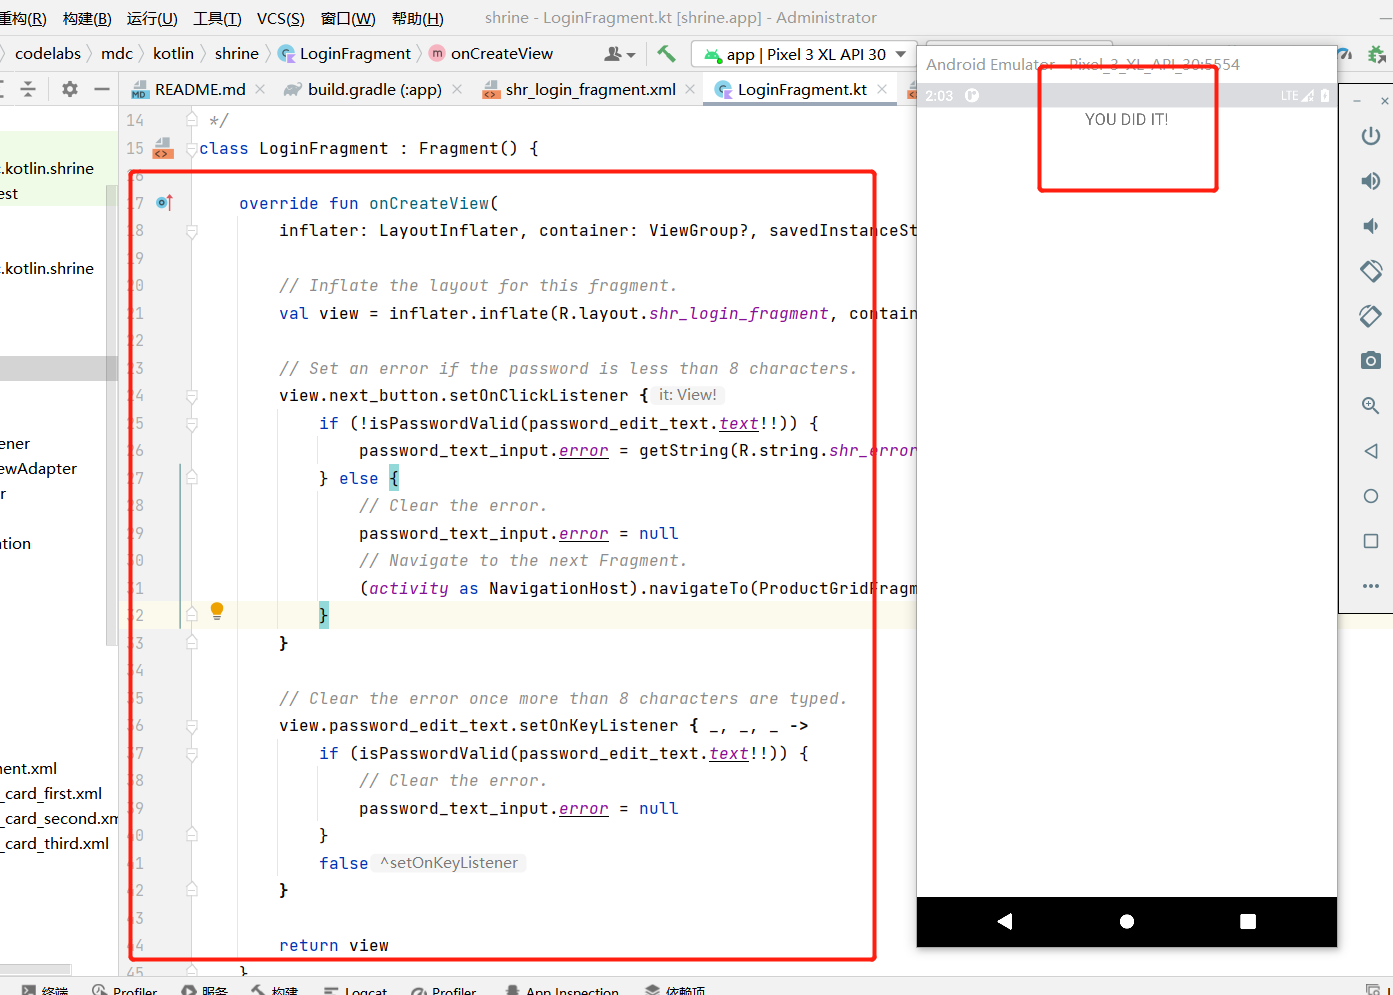 重构(R) 构建(B) 运行(U) 工具(T) VCS(S) 窗口(W) 帮助(H) shrine - LoginFragment.kt [shrine.app] - Administrator
codelabs mdc kotlin shrine LoginFragment m onCreateView app | Pixel 3 XL API 30
README.md build.gradle (:app) shr_login_fragment.xml LoginFragment.kt
Android Emulator - Pixel_3_XL_API_30:5554
2:03 LTE
YOU DID IT!
.kotlin.shrine
est
.kotlin.shrine
ener
ewAdapter
r
ation
ment.xml
_card_first.xml
_card_second.xm
_card_third.xml
14 */
15 class LoginFragment : Fragment() {
16
17 override fun onCreateView(
18 inflater: LayoutInflater, container: ViewGroup?, savedInstanceSt
19
20 // Inflate the layout for this fragment.
21 val view = inflater.inflate(R.layout.shr_login_fragment, contain
22
23 // Set an error if the password is less than 8 characters.
24 view.next_button.setOnClickListener { it: View!
25 if (!isPasswordValid(password_edit_text.text!!)) {
26 password_text_input.error = getString(R.string.shr_error
27 } else {
28 // Clear the error.
29 password_text_input.error = null
30 // Navigate to the next Fragment.
31 (activity as NavigationHost).navigateTo(ProductGridFragm
32 }
33 }
34
35 // Clear the error once more than 8 characters are typed.
36 view.password_edit_text.setOnKeyListener { _, _, _ ->
37 if (isPasswordValid(password_edit_text.text!!)) {
38 // Clear the error.
39 password_text_input.error = null
40 }
41 false ^setOnKeyListener
42 }
43
44 return view
45 }
终端 Profiler 服务 构建 Logcat Profiler App Inspection 依赖项